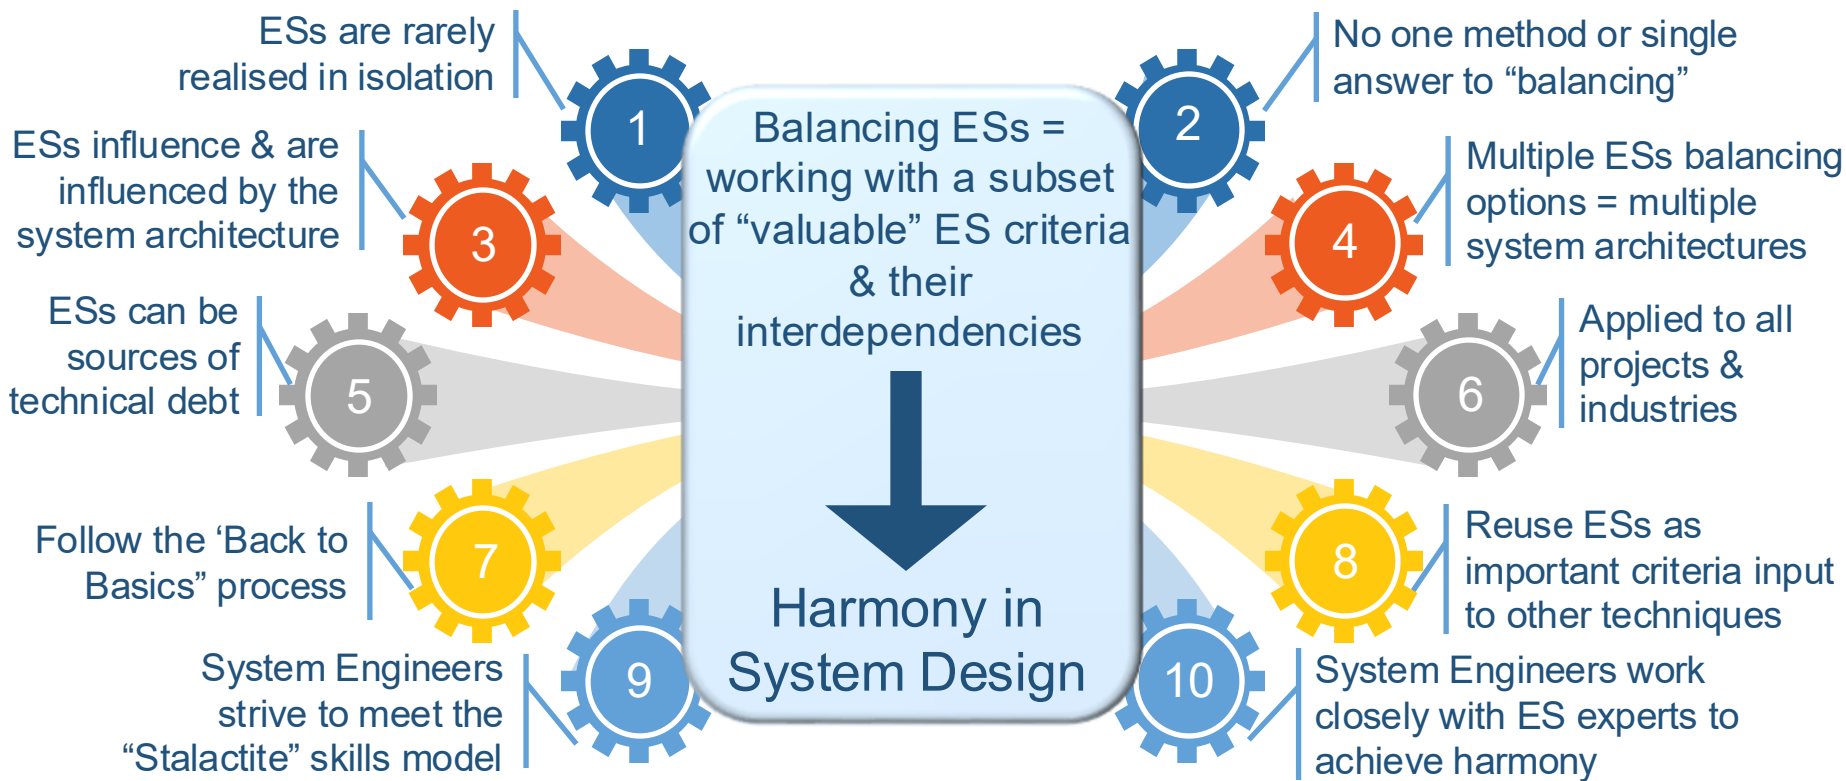 ESs are rarely
realised in isolation
1
2
No one method or single
answer to “balancing”
ESs influence & are
influenced by the
system architecture
3
4
Multiple ESs balancing
options = multiple
system architectures
ESs can be
sources of
technical debt
5
6
Applied to all
projects &
industries
Balancing ESs =
working with a subset
of “valuable” ES criteria
& their
interdependencies
Harmony in
System Design
Follow the ‘Back to
Basics” process
7
8
Reuse ESs as
important criteria input
to other techniques
System Engineers
strive to meet the
“Stalactite” skills model
9
10
System Engineers work
closely with ES experts to
achieve harmony